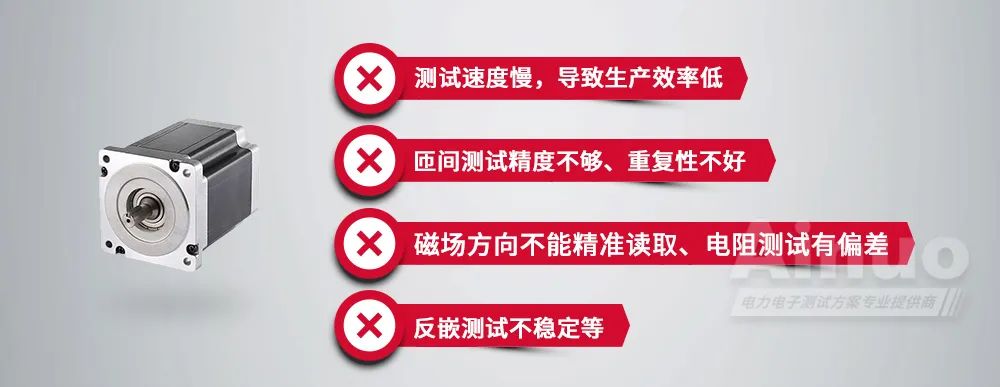 测试速度慢，导致生产效率低
匝间测试精度不够、重复性不好
磁场方向不能精准读取、电阻测试有偏差
Ainuo
电力电子测试方案专业提供商
反嵌测试不稳定等